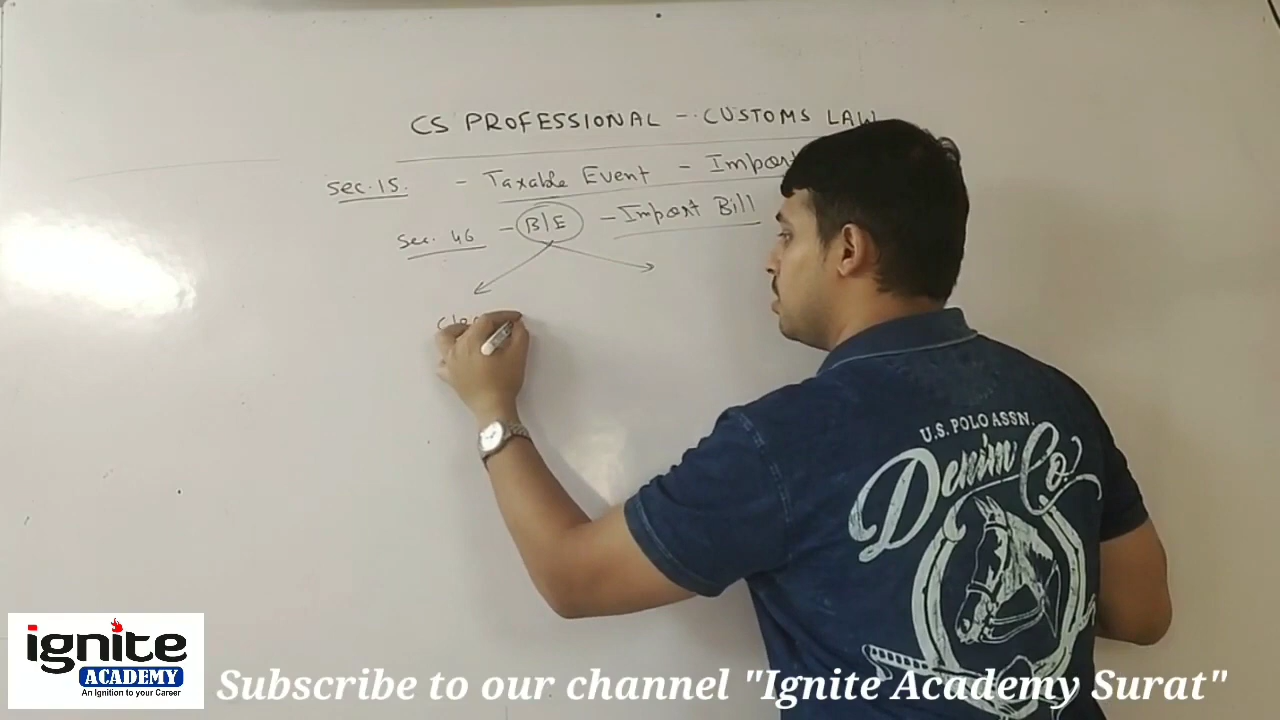 CS PROFESSIONAL - CUSTOMS LAW
Sec. 15. - Taxable Event - Import
Sec. 46 - B/E - Import Bill
U.S. POLO ASSN.
Denim Co.
ignite
ACADEMY
An Ignition to your Career
Subscribe to our channel "Ignite Academy Surat"